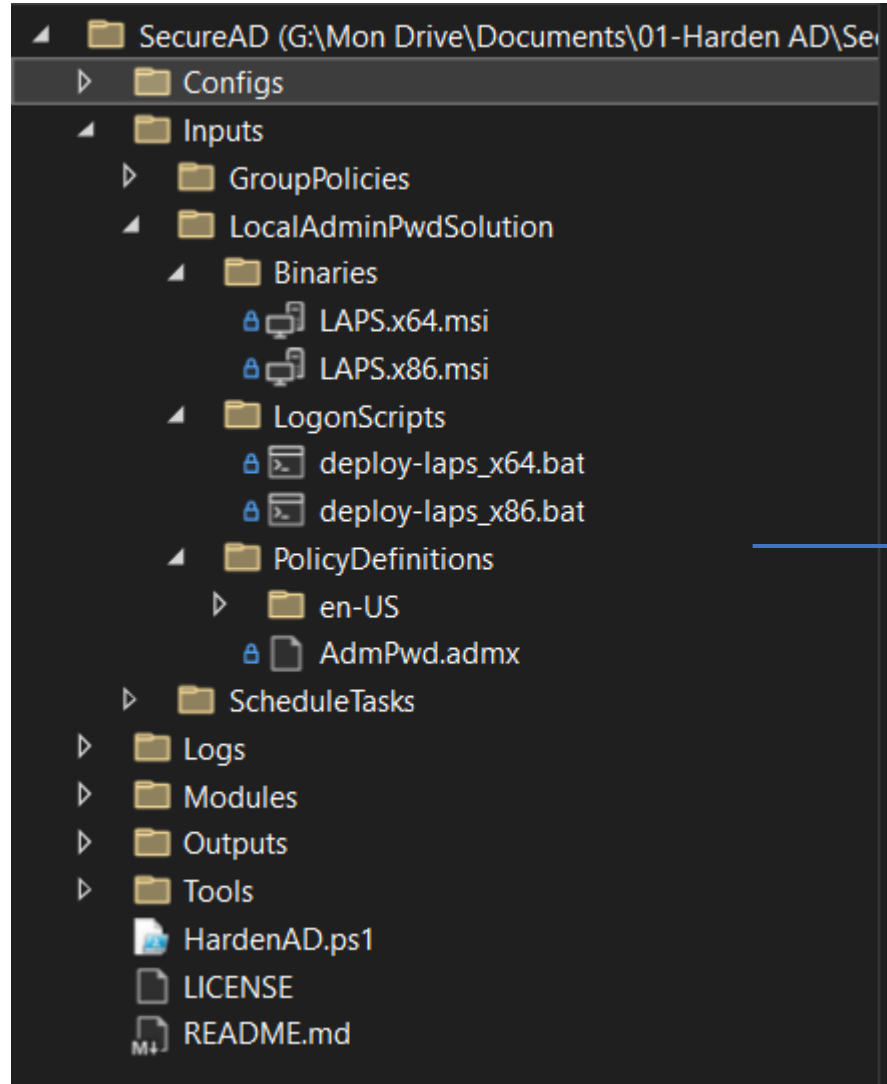 SecureAD (G:\Mon Drive\Documents\01-Harden AD\Se
Configs
Inputs
GroupPolicies
LocalAdminPwdSolution
Binaries
LAPS.x64.msi
LAPS.x86.msi
LogonScripts
deploy-laps_x64.bat
deploy-laps_x86.bat
PolicyDefinitions
en-US
AdmPwd.admx
ScheduleTasks
Logs
Modules
Outputs
Tools
HardenAD.ps1
LICENSE
README.md